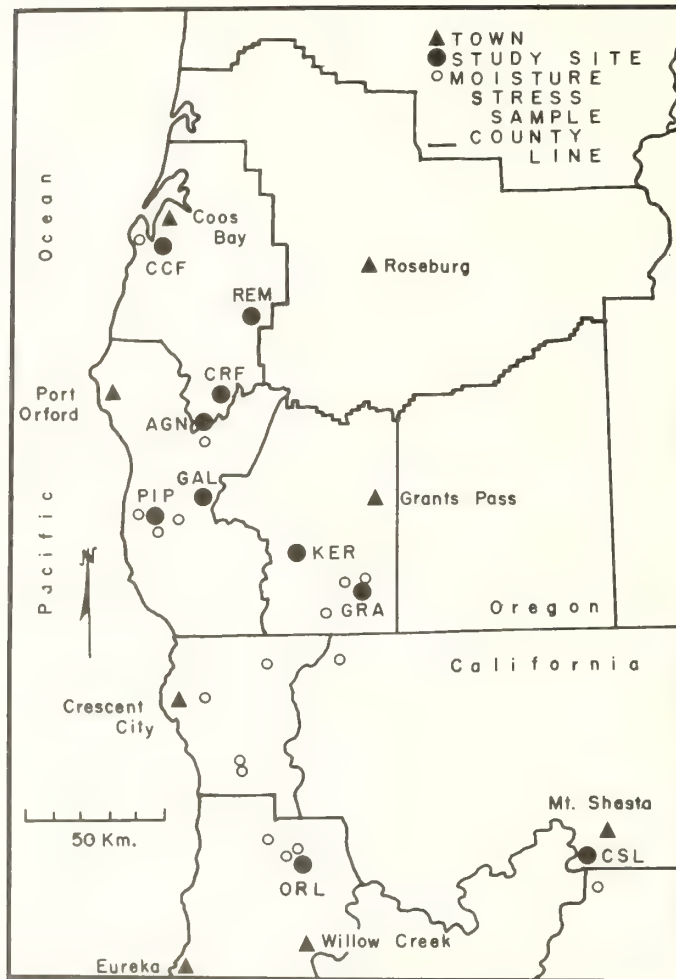 TOWN
STUDY SITE
MOISTURE
STRESS
SAMPLE
COUNTY
LINE
Ocean
Coos
Bay
CCF
Roseburg
REM
Port
Orford
CRF
AGN
GAL
PIP
Grants Pass
Pacific
N
KER
GRA
Oregon
California
Crescent
City
50 Km.
Mt. Shasta
CSL
ORL
Willow Creek
Eureka